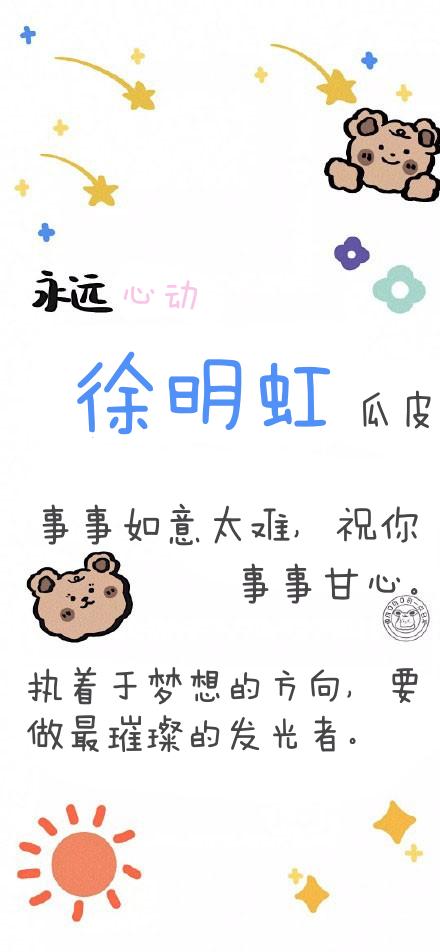 永远 心动
徐明虹 瓜皮
事事如意太难, 祝你
事事甘心。
执着于梦想的方向, 要
做最璀璨的发光者。